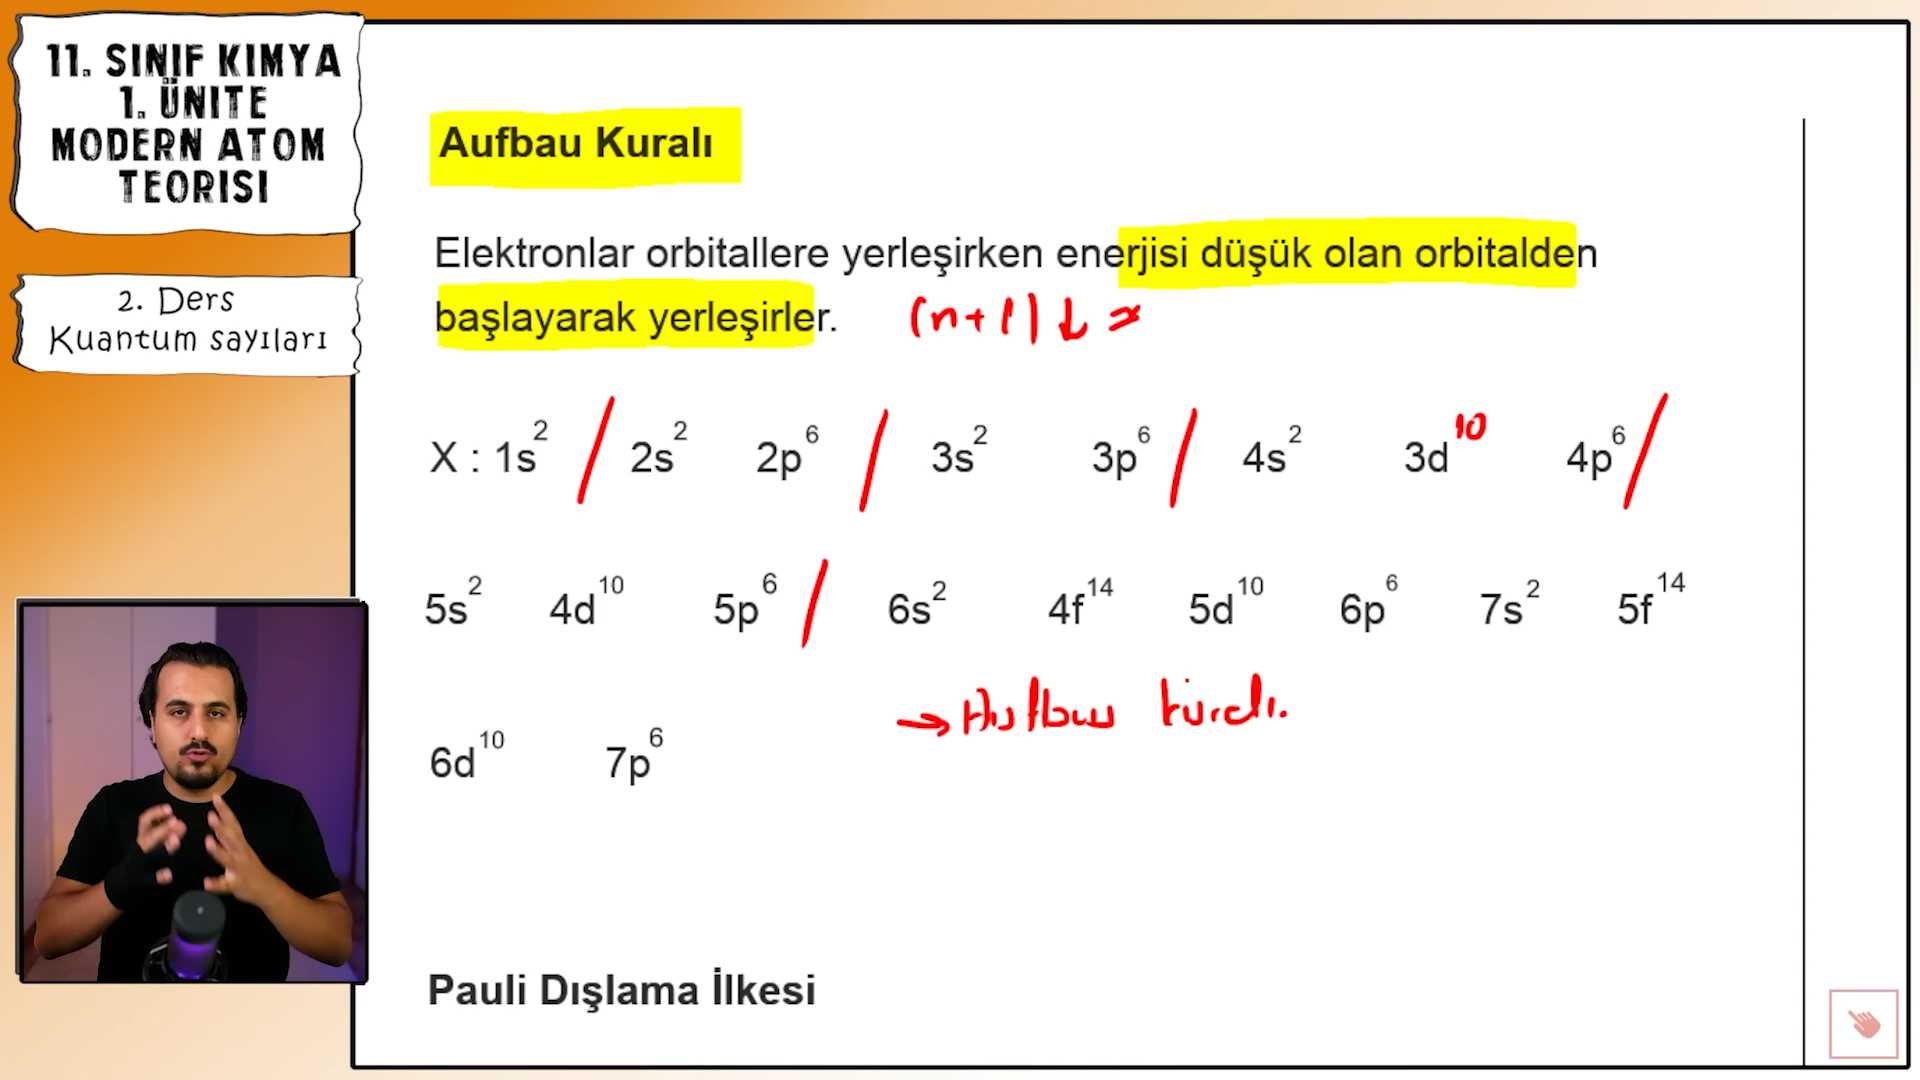 11. SINIF KIMYA
1. ÜNITE
MODERN ATOM
TEORISI
2. Ders
Kuantum sayıları
Aufbau Kuralı
Elektronlar orbitallere yerleşirken enerjisi düşük olan orbitalden
başlayarak yerleşirler. (n+l) ↓
X : 1s² / 2s² 2p⁶ / 3s² 3p⁶ / 4s² 3d¹⁰ 4p⁶ /
5s² 4d¹⁰ 5p⁶ / 6s² 4f¹⁴ 5d¹⁰ 6p⁶ 7s² 5f¹⁴
→ Aufbau
6d¹⁰ 7p⁶
Pauli Dışlama İlkesi